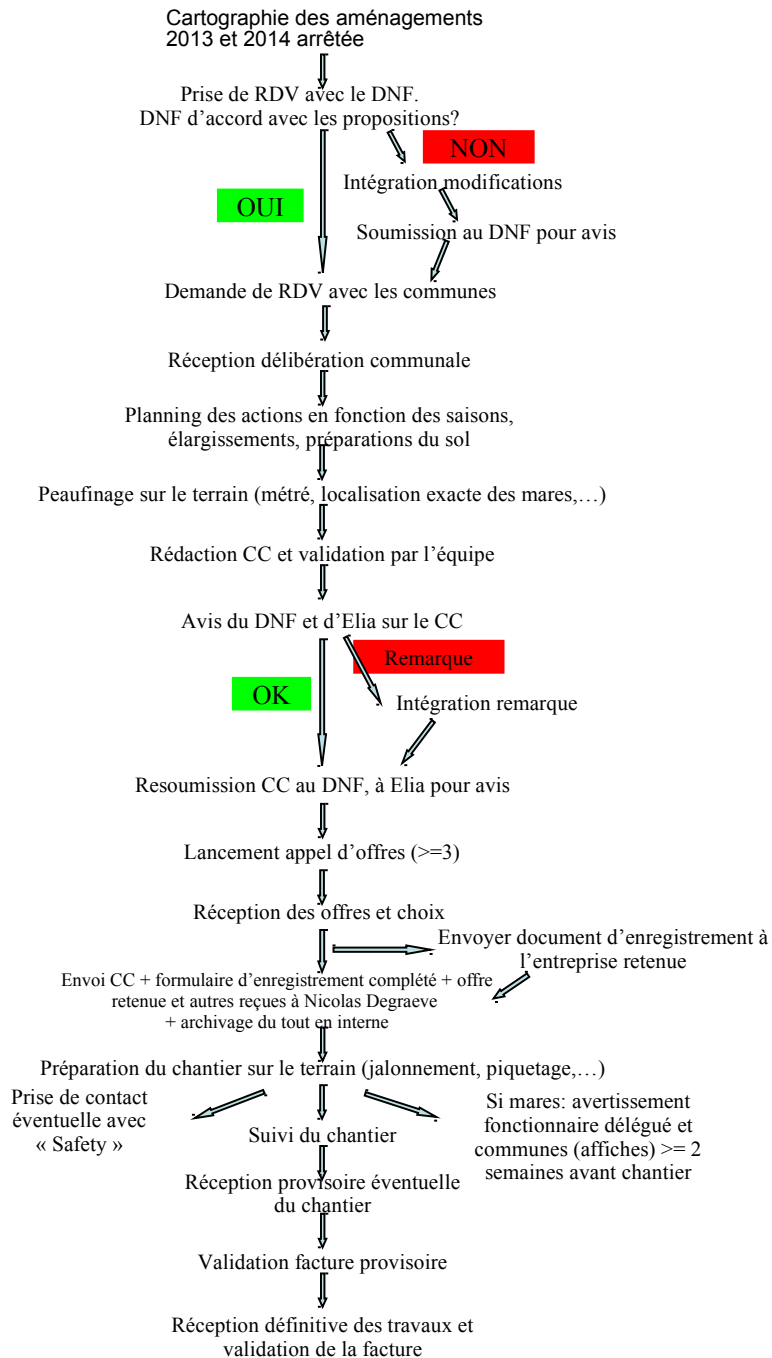 Cartographie des aménagements
2013 et 2014 arrêtée
Prise de RDV avec le DNF.
DNF d'accord avec les propositions?
NON
Intégration modifications
OUI
Soumission au DNF pour avis
Demande de RDV avec les communes
Réception délibération communale
Planning des actions en fonction des saisons,
élargissements, préparations du sol
Peaufinage sur le terrain (métré, localisation exacte des mares,…)
Rédaction CC et validation par l'équipe
Avis du DNF et d'Elia sur le CC
Remarque
OK
Intégration remarque
Resoumission CC au DNF, à Elia pour avis
Lancement appel d'offres (>=3)
Réception des offres et choix
Envoyer document d'enregistrement à
l'entreprise retenue
Envoi CC + formulaire d'enregistrement complété + offre
retenue et autres reçues à Nicolas Degraeve
+ archivage du tout en interne
Préparation du chantier sur le terrain (jalonnement, piquetage,…)
Prise de contact
éventuelle avec
« Safety »
Suivi du chantier
Si mares: avertissement
fonctionnaire délégué et
communes (affiches) >= 2
semaines avant chantier
Réception provisoire éventuelle
du chantier
Validation facture provisoire
Réception définitive des travaux et
validation de la facture